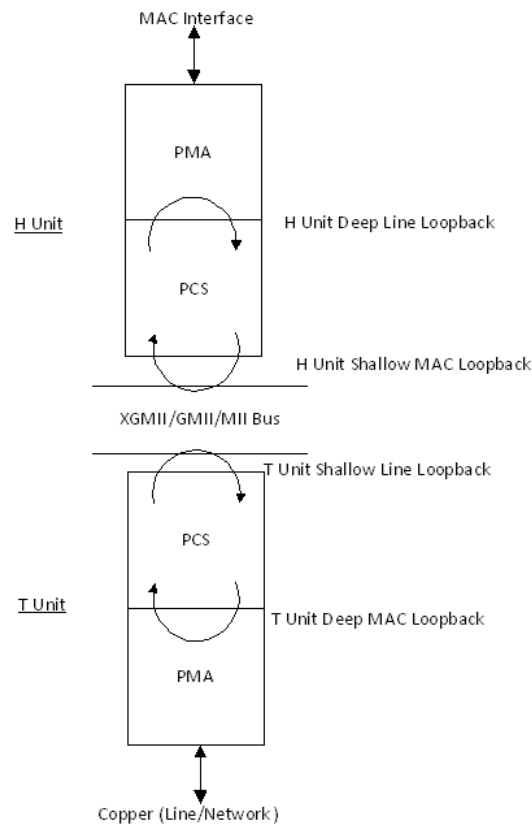 MAC Interface
PMA
H Unit
H Unit Deep Line Loopback
PCS
H Unit Shallow MAC Loopback
XGMII/GMII/MII Bus
T Unit Shallow Line Loopback
PCS
T Unit
T Unit Deep MAC Loopback
PMA
Copper (Line/Network)